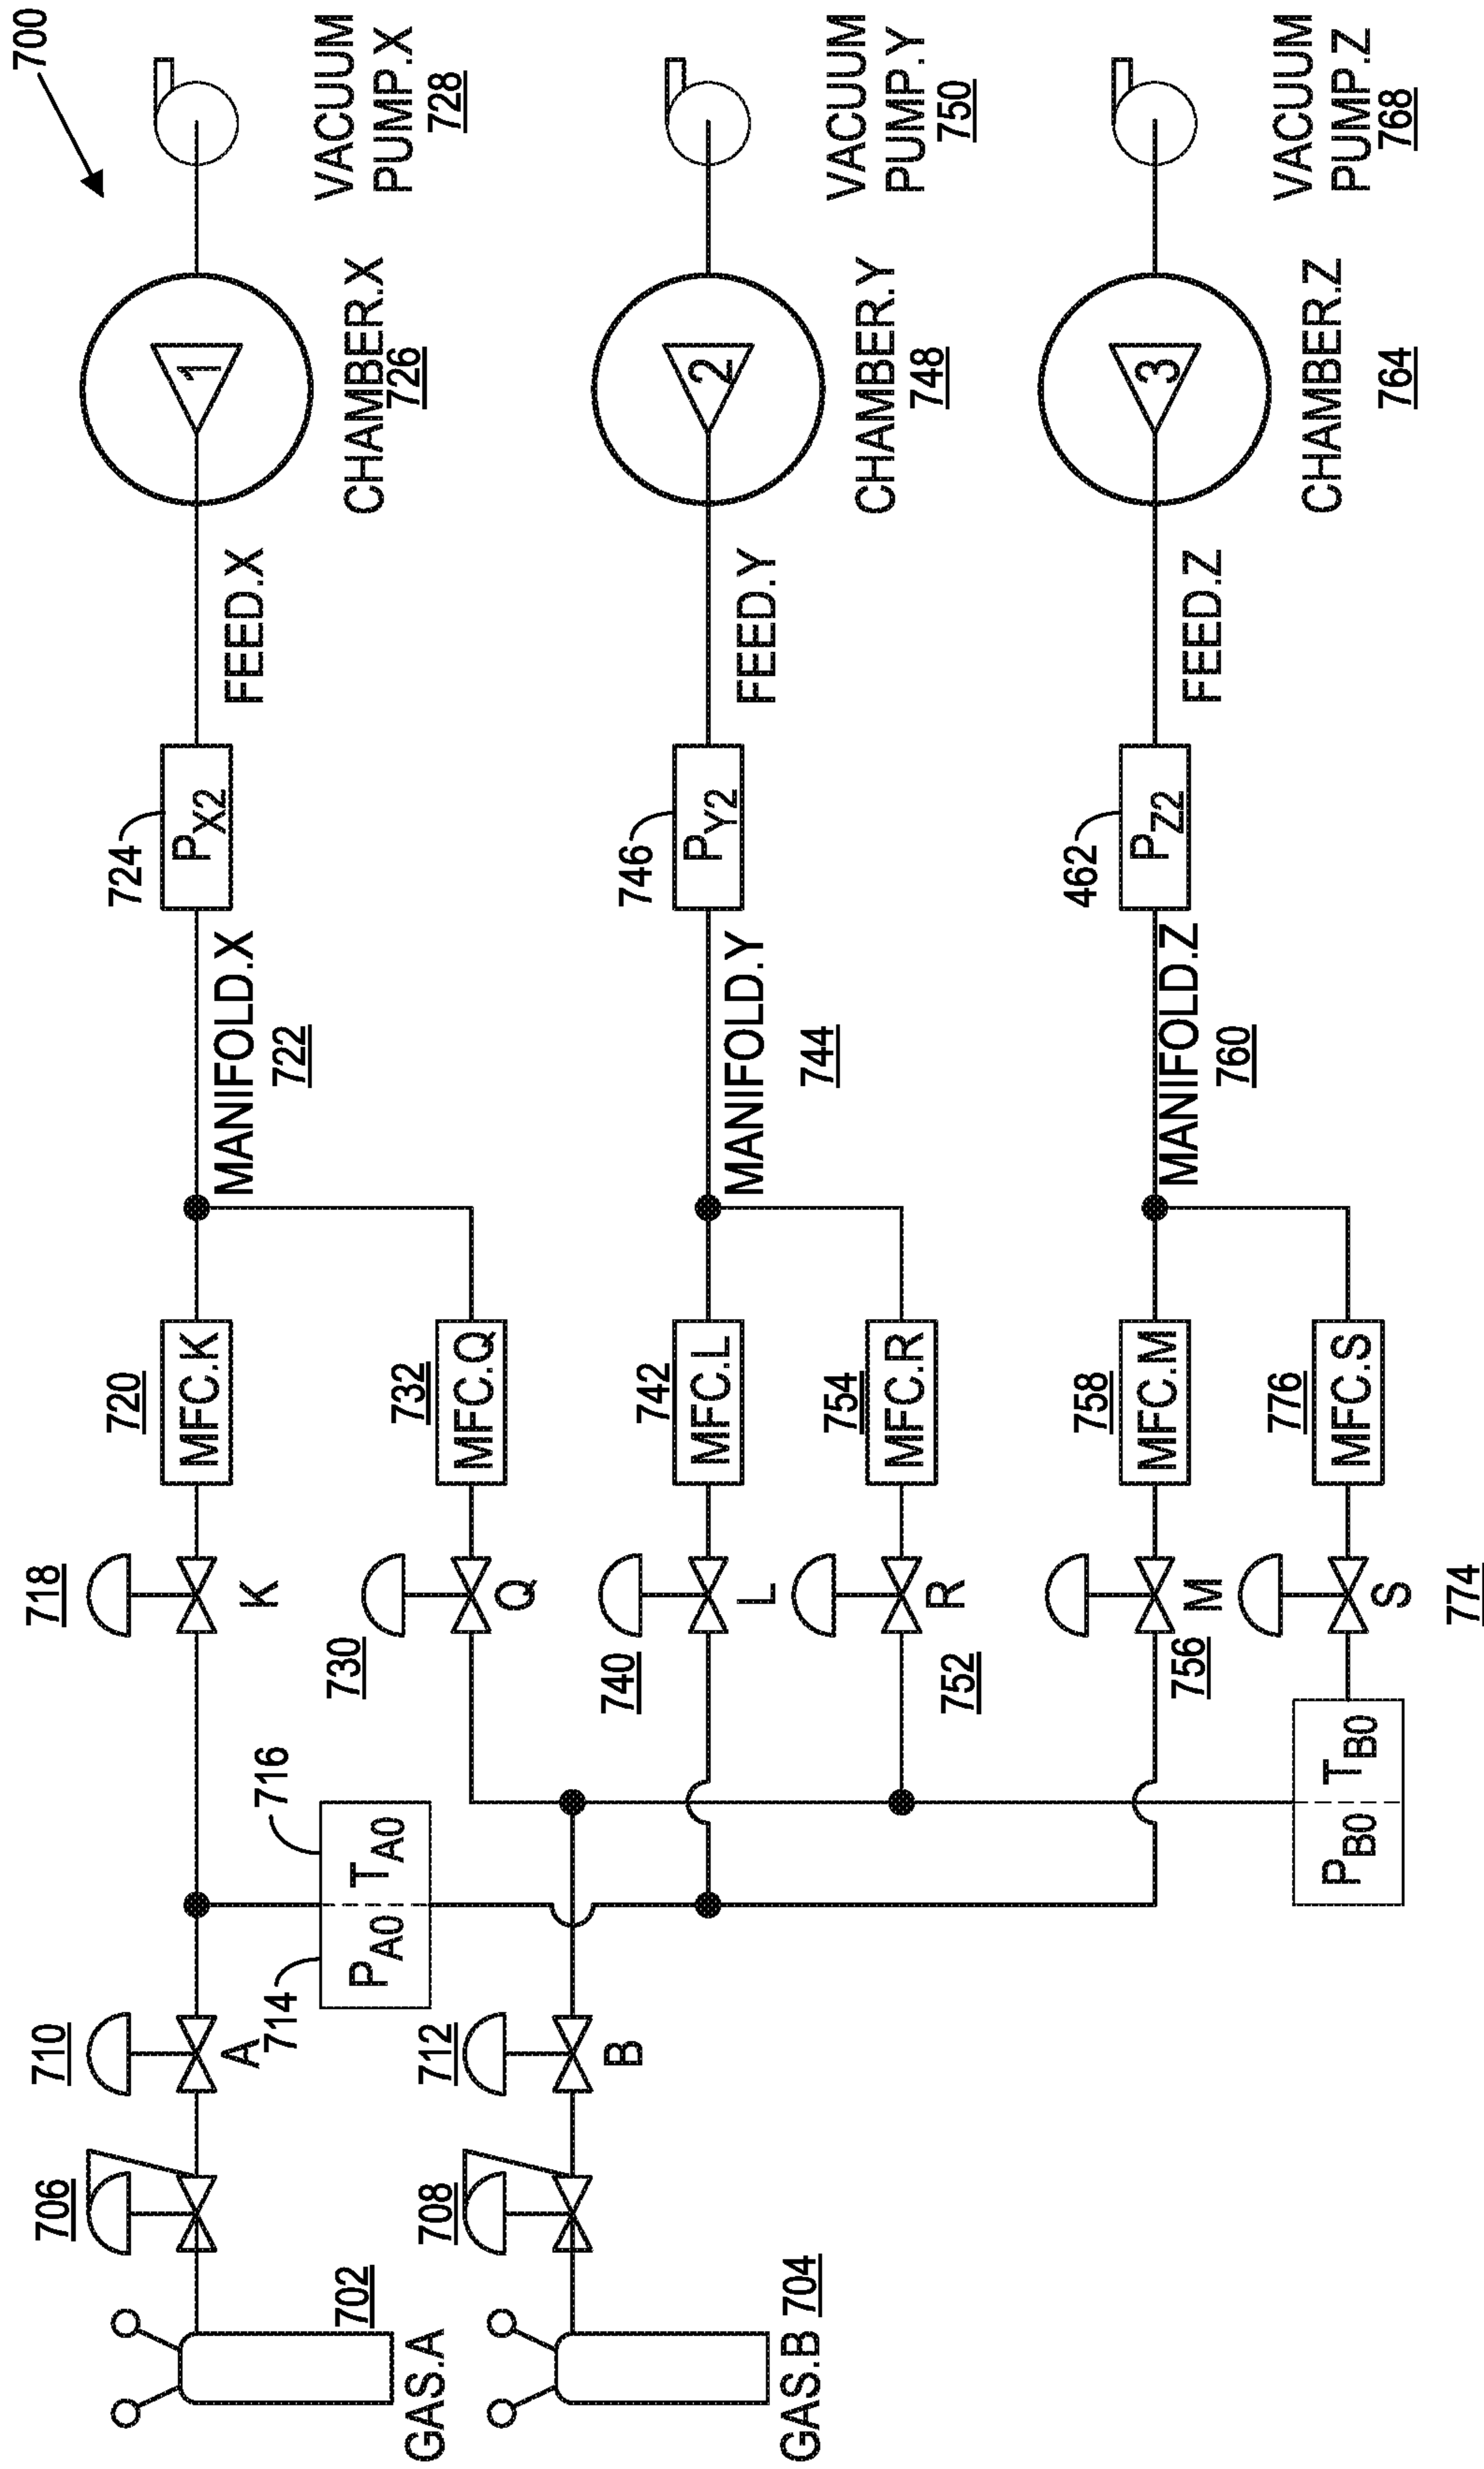 700
VACUUM
PUMP.X
728
CHAMBER.X
726
1
FEED.X
724
PX2
MANIFOLD.X
722
720
MFC.K
718
K
732
MFC.Q
730
Q
VACUUM
PUMP.Y
750
CHAMBER.Y
748
2
FEED.Y
746
PY2
MANIFOLD.Y
744
742
MFC.L
740
L
754
MFC.R
752
R
VACUUM
PUMP.Z
768
CHAMBER.Z
764
3
FEED.Z
462
PZ2
MANIFOLD.Z
760
758
MFC.M
756
M
776
MFC.S
774
S
716
714
PA0 TA0
PB0 TB0
710
A
712
B
706
708
702
GAS.A
704
GAS.B